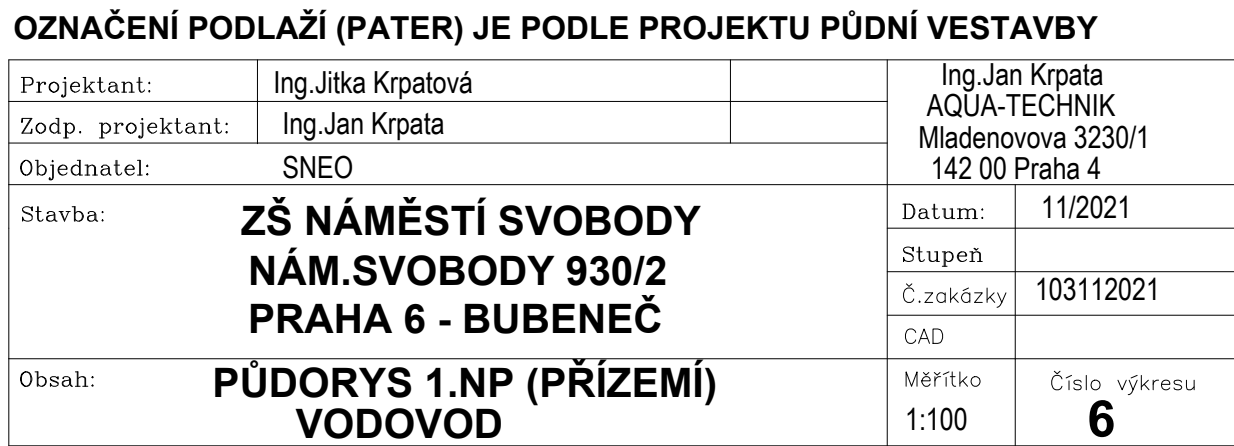 OZNAČENÍ PODLAŽÍ (PATER) JE PODLE PROJEKTU PŮDNÍ VESTAVBY
Projektant: Ing.Jitka Krpatová
Zodp. projektant: Ing.Jan Krpata
Objednatel: SNEO
Ing.Jan Krpata
AQUA-TECHNIK
Mladenovova 3230/1
142 00 Praha 4
Stavba: ZŠ NÁMĚSTÍ SVOBODY
NÁM.SVOBODY 930/2
PRAHA 6 - BUBENEČ
Datum: 11/2021
Stupeň
Č.zakázky 103112021
CAD
Obsah: PŮDORYS 1.NP (PŘÍZEMÍ)
VODOVOD
Měřítko
1:100
Číslo výkresu
6